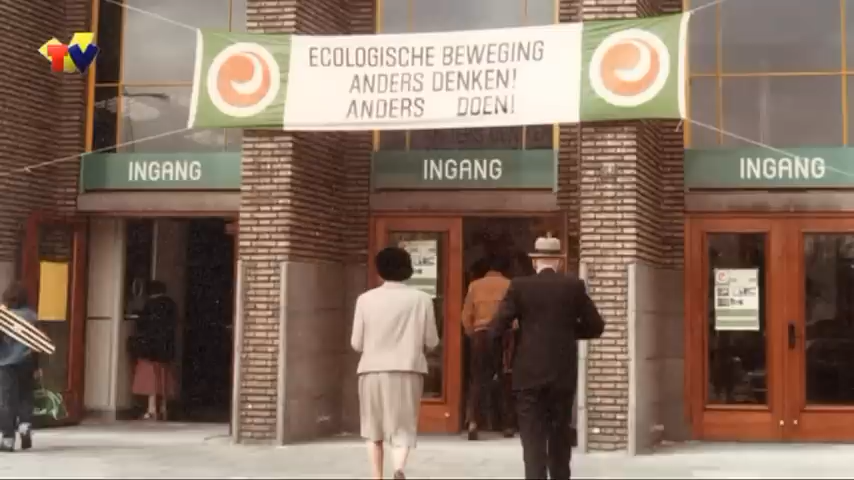 TV
ECOLOGISCHE BEWEGING
ANDERS DENKEN!
ANDERS DOEN!
INGANG
INGANG
INGANG